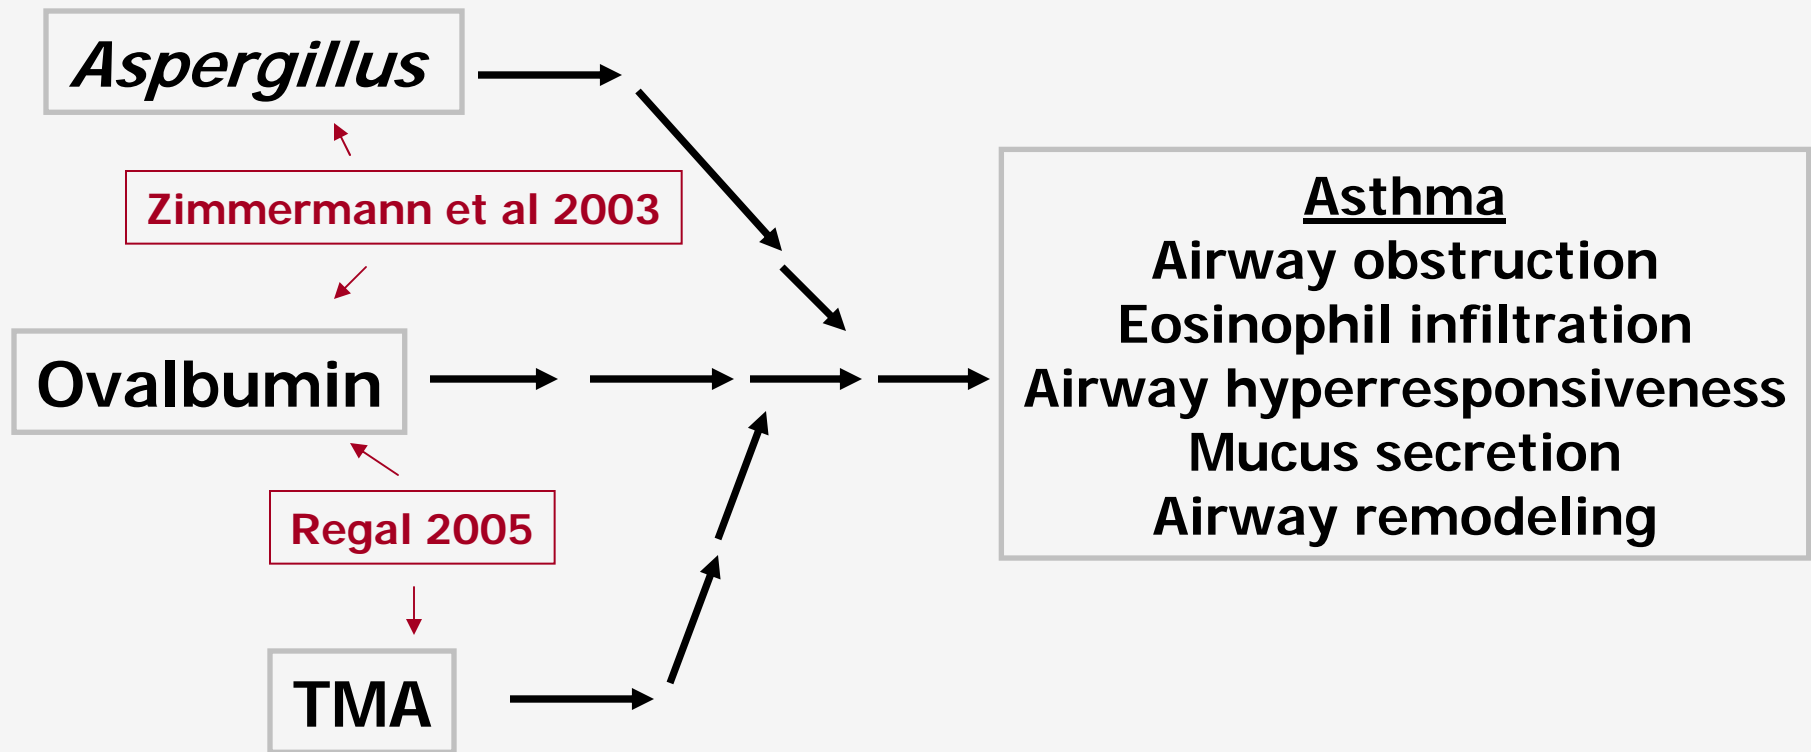 Aspergillus
Zimmermann et al 2003
Ovalbumin
Regal 2005
TMA
Asthma
Airway obstruction
Eosinophil infiltration
Airway hyperresponsiveness
Mucus secretion
Airway remodeling